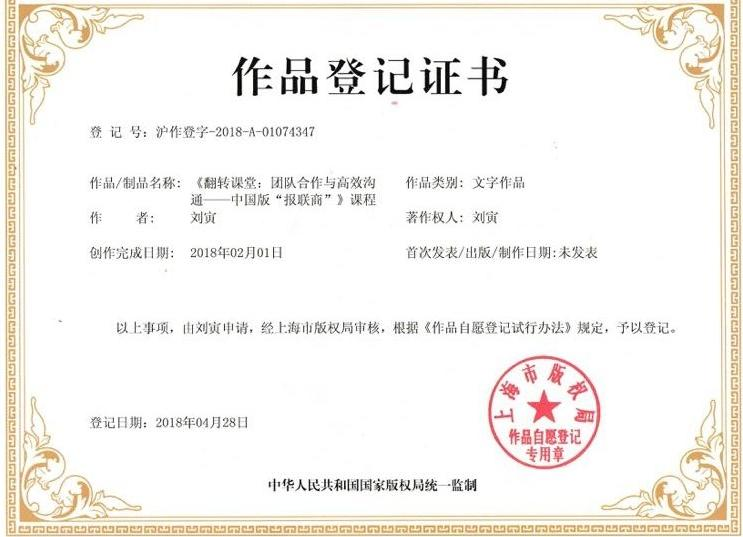 作品登记证书
登 记 号：沪作登字-2018-A-01074347
作品/制品名称：《翻转课堂：团队合作与高效沟 作品类别：文字作品
通——中国版“报联商”》课程
作 者：刘寅 著作权人：刘寅
创作完成日期：2018年02月01日 首次发表/出版/制作日期:未发表
以上事项，由刘寅申请，经上海市版权局审核，根据《作品自愿登记试行办法》规定，予以登记。
登记日期：2018年04月28日
上海市版权局
作品自愿登记
专用章
中华人民共和国国家版权局统一监制